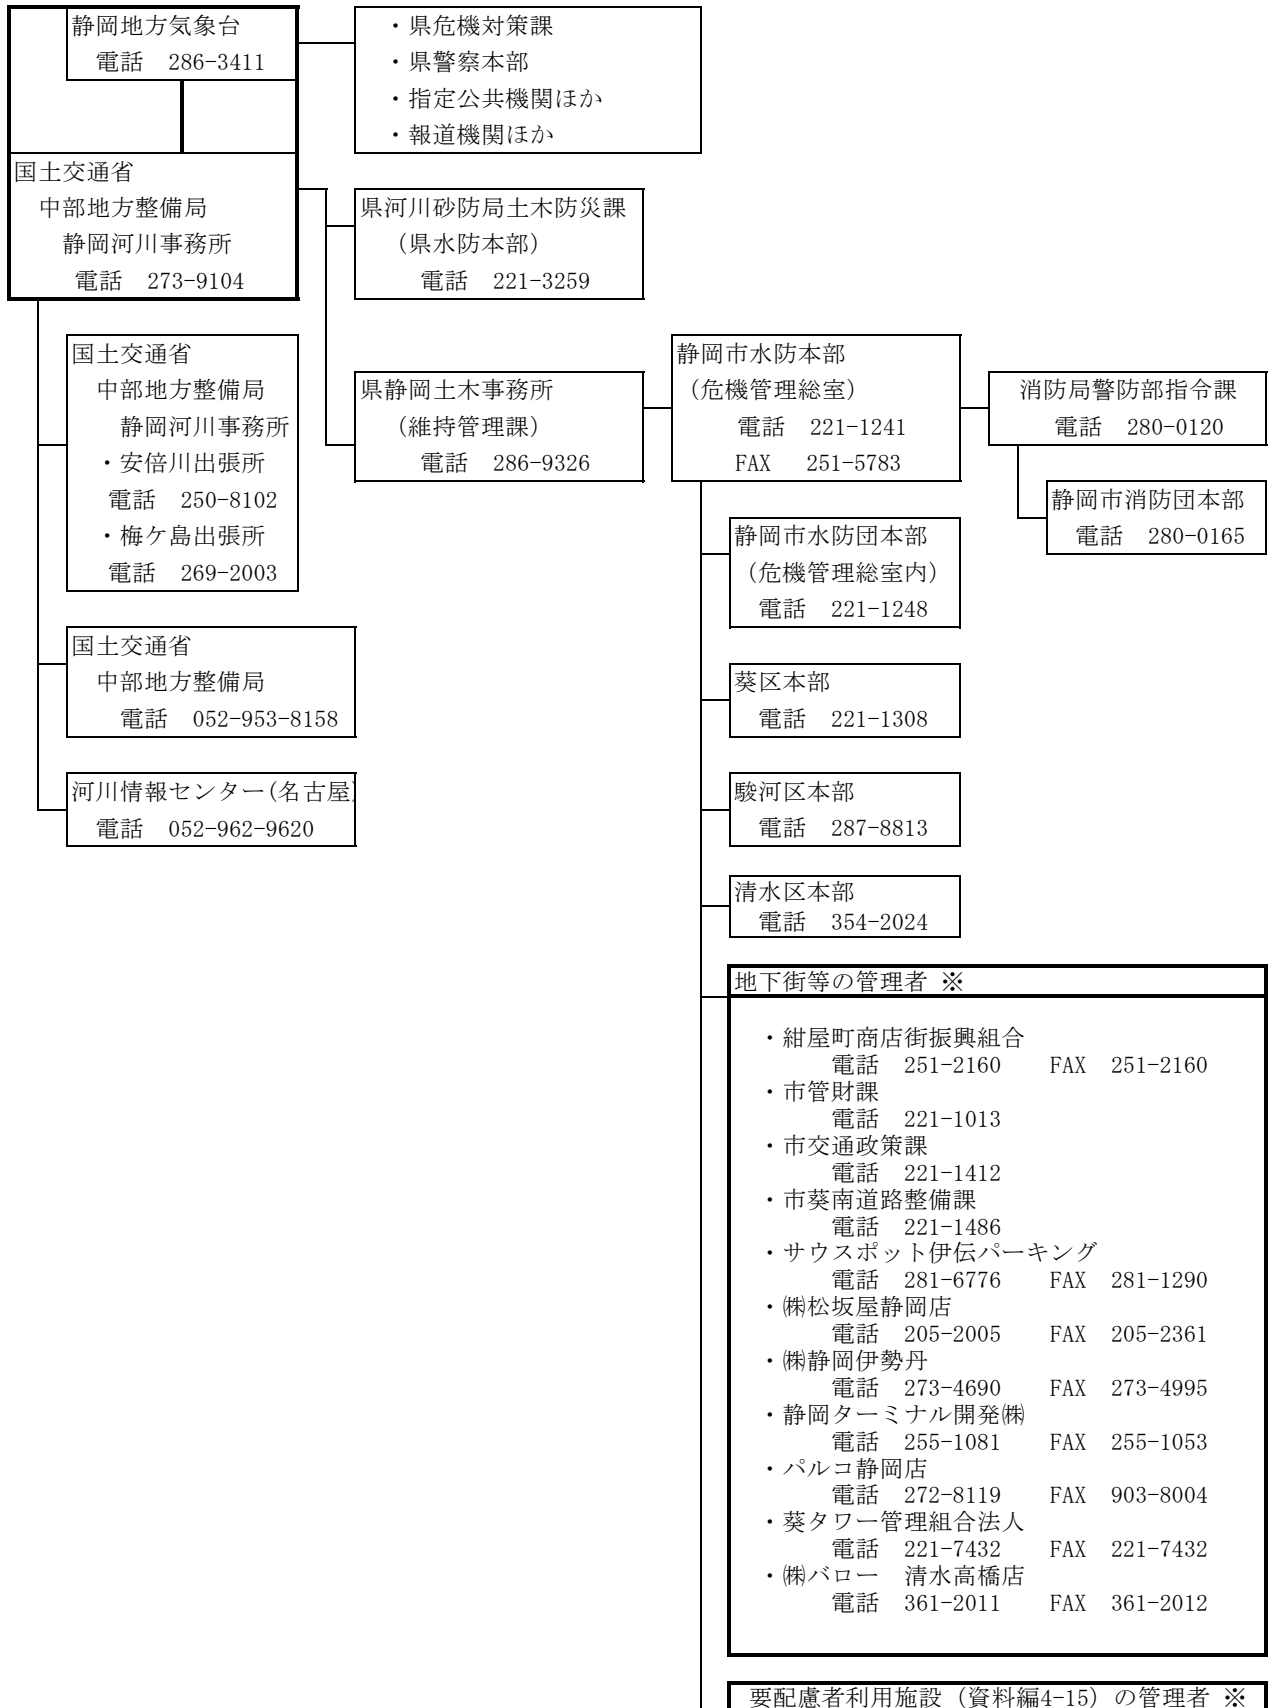 静岡地方気象台
電話 286-3411
・県危機対策課
・県警察本部
・指定公共機関ほか
・報道機関ほか
国土交通省
中部地方整備局
静岡河川事務所
電話 273-9104
県河川砂防局土木防災課
(県水防本部)
電話 221-3259
国土交通省
中部地方整備局
静岡河川事務所
・安倍川出張所
電話 250-8102
・梅ケ島出張所
電話 269-2003
県静岡土木事務所
(維持管理課)
電話 286-9326
静岡市水防本部
(危機管理総室)
電話 221-1241
FAX 251-5783
消防局警防部指令課
電話 280-0120
静岡市消防団本部
電話 280-0165
静岡市水防団本部
(危機管理総室内)
電話 221-1248
国土交通省
中部地方整備局
電話 052-953-8158
葵区本部
電話 221-1308
河川情報センター(名古屋)
電話 052-962-9620
駿河区本部
電話 287-8813
清水区本部
電話 354-2024
地下街等の管理者 ※
・紺屋町商店街振興組合
電話 251-2160 FAX 251-2160
・市管財課
電話 221-1013
・市交通政策課
電話 221-1412
・市葵南道路整備課
電話 221-1486
・サウスポット伊伝パーキング
電話 281-6776 FAX 281-1290
・㈱松坂屋静岡店
電話 205-2005 FAX 205-2361
・㈱静岡伊勢丹
電話 273-4690 FAX 273-4995
・静岡ターミナル開発㈱
電話 255-1081 FAX 255-1053
・パルコ静岡店
電話 272-8119 FAX 903-8004
・葵タワー管理組合法人
電話 221-7432 FAX 221-7432
・㈱バロー 清水高橋店
電話 361-2011 FAX 361-2012
要配慮者利用施設(資料編4-15)の管理者 ※